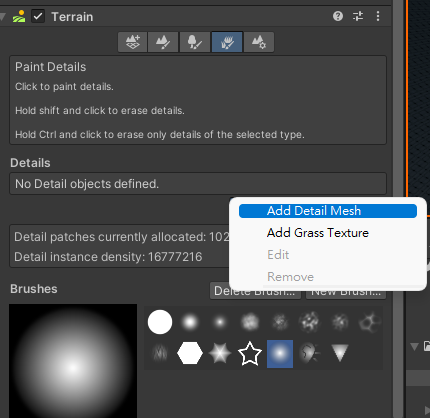 Terrain
Paint Details
Click to paint details.
Hold shift and click to erase details.
Hold Ctrl and click to erase only details of the selected type.
Details
No Detail objects defined.
Add Detail Mesh
Add Grass Texture
Edit
Remove
Detail patches currently allocated: 102
Detail instance density: 16777216
Brushes
Delete Brush...
New Brush...